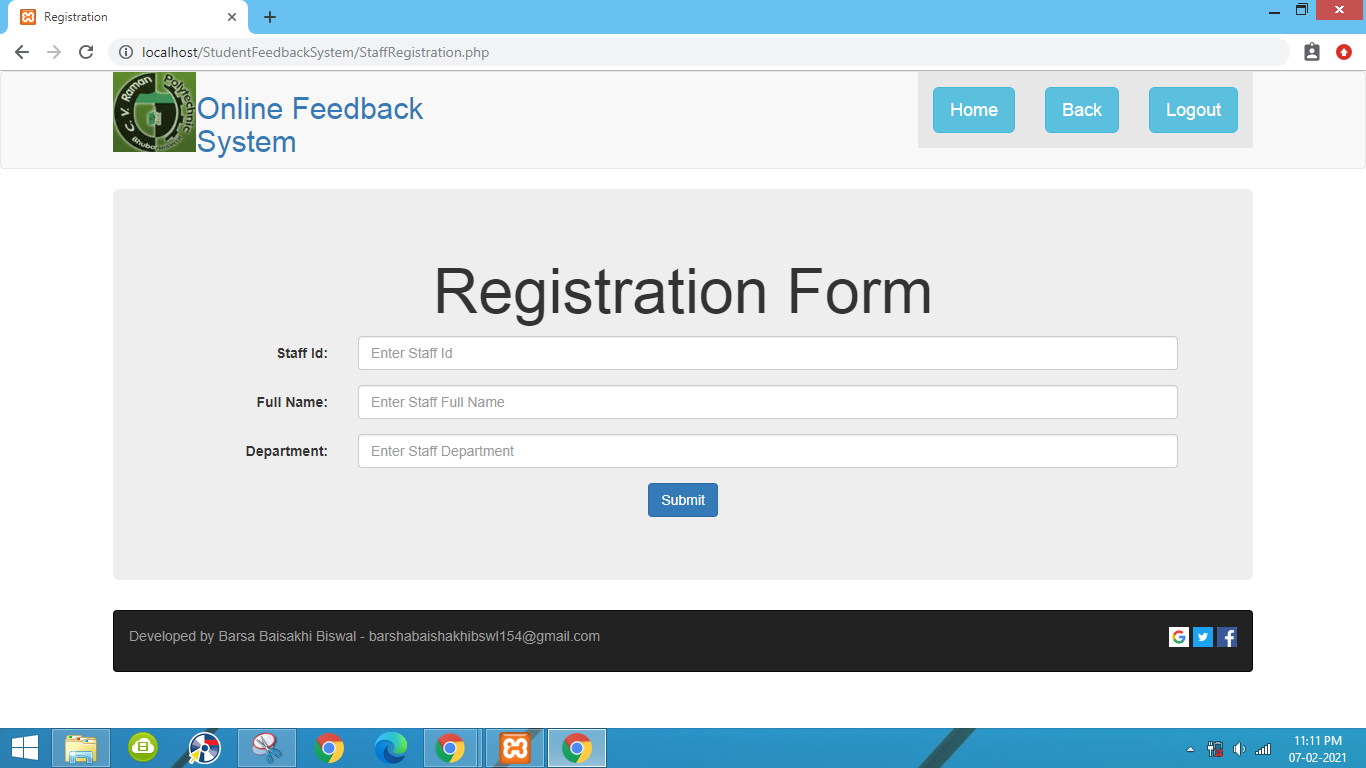 Registration
localhost/StudentFeedbackSystem/StaffRegistration.php
C. V. Raman Polytechnic
Online Feedback
System
Home
Back
Logout
Registration Form
Staff Id:
Enter Staff Id
Full Name:
Enter Staff Full Name
Department:
Enter Staff Department
Submit
Developed by Barsa Baisakhi Biswal - barshabaishakhibswl154@gmail.com
11:11 PM
07-02-2021